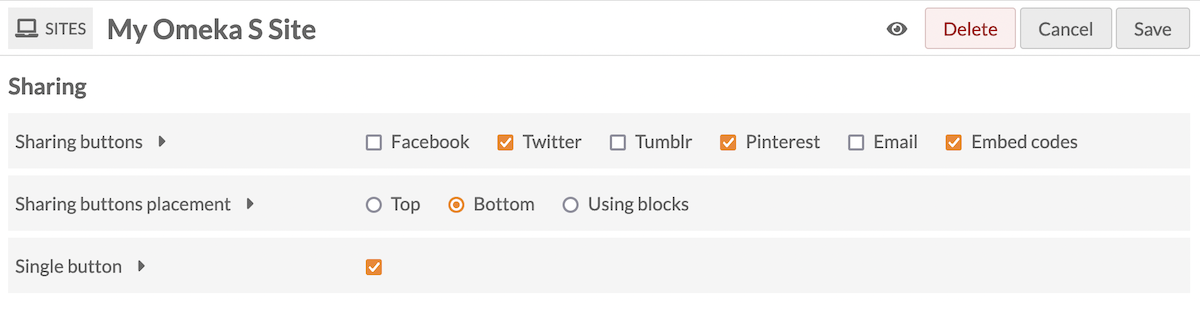 SITES My Omeka S Site Delete Cancel Save
Sharing
Sharing buttons Facebook Twitter Tumblr Pinterest Email Embed codes
Sharing buttons placement Top Bottom Using blocks
Single button